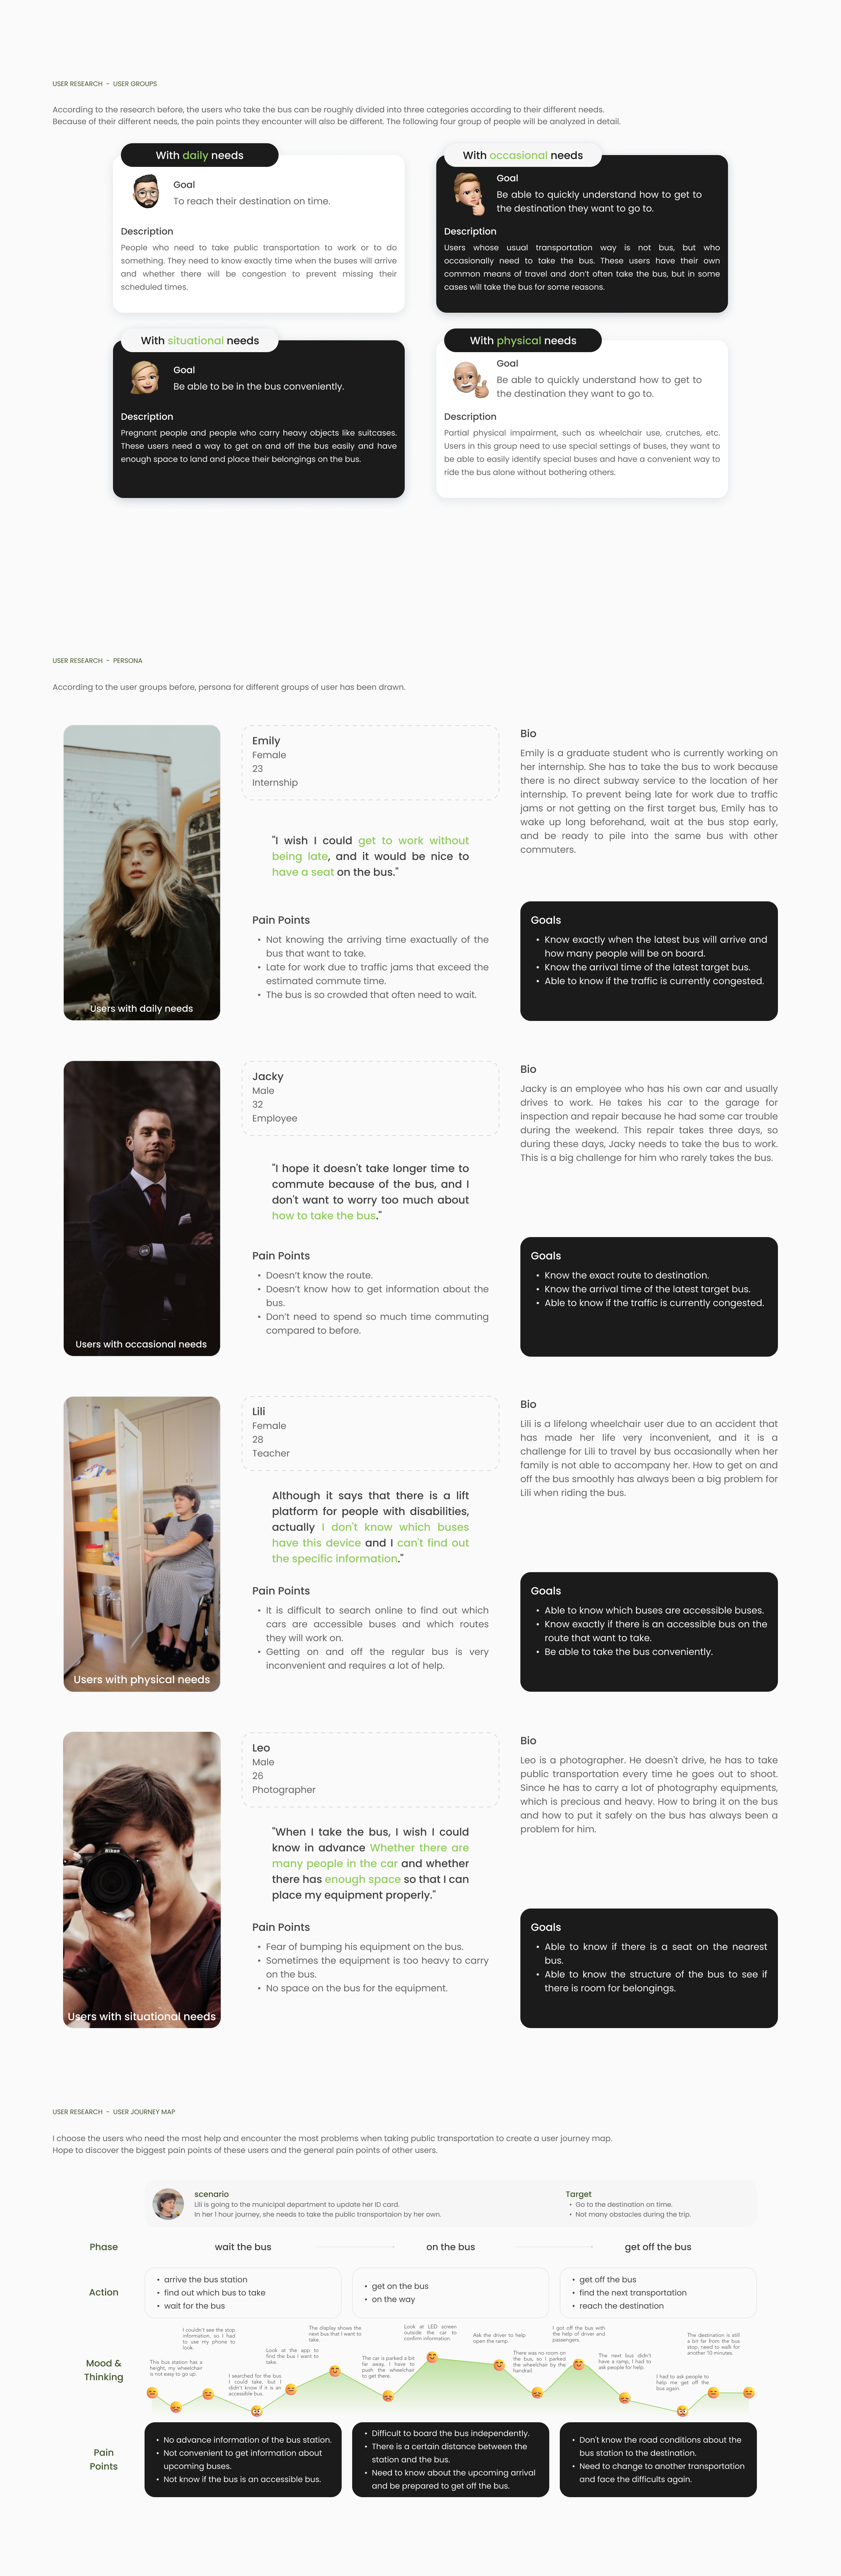 USER RESEARCH - USER GROUPS
According to the research before, the users who take the bus can be roughly divided into three categories according to their different needs.
Because of their different needs, the pain points they encounter will also be different. The following four group of people will be analyzed in detail.
With daily needs
Goal
To reach their destination on time.
Description
People who need to take public transportation to work or to do
something. They need to know exactly time when the buses will arrive
and whether there will be congestion to prevent missing their
scheduled times.
With occasional needs
Goal
Be able to quickly understand how to get to
the destination they want to go to.
Description
Users whose usual transportation way is not bus, but who
occasionally need to take the bus. These users have their own
common means of travel and don't often take the bus, but in some
cases will take the bus for some reasons.
With situational needs
Goal
Be able to be in the bus conveniently.
Description
Pregnant people and people who carry heavy objects like suitcases.
These users need a way to get on and off the bus easily and have
enough space to land and place their belongings on the bus.
With physical needs
Goal
Be able to quickly understand how to get to
the destination they want to go to.
Description
Partial physical impairment, such as wheelchair use, crutches, etc.
Users in this group need to use special settings of buses, they want to
be able to easily identify special buses and have a convenient way to
ride the bus alone without bothering others.
USER RESEARCH - PERSONA
According to the user groups before, persona for different groups of user has been drawn.
Users with daily needs
Emily
Female
23
Internship
"I wish I could get to work without
being late, and it would be nice to
have a seat on the bus."
Pain Points
• Not knowing the arriving time exactually of the
bus that want to take.
• Late for work due to traffic jams that exceed the
estimated commute time.
• The bus is so crowded that often need to wait.
Bio
Emily is a graduate student who is currently working on
her internship. She has to take the bus to work because
there is no direct subway service to the location of her
internship. To prevent being late for work due to traffic
jams or not getting on the first target bus, Emily has to
wake up long beforehand, wait at the bus stop early,
and be ready to pile into the same bus with other
commuters.
Goals
• Know exactly when the latest bus will arrive and
how many people will be on board.
• Know the arrival time of the latest target bus.
• Able to know if the traffic is currently congested.
Users with occasional needs
Jacky
Male
32
Employee
"I hope it doesn't take longer time to
commute because of the bus, and I
don't want to worry too much about
how to take the bus."
Pain Points
• Doesn't know the route.
• Doesn't know how to get information about the
bus.
• Don't need to spend so much time commuting
compared to before.
Bio
Jacky is an employee who has his own car and usually
drives to work. He takes his car to the garage for
inspection and repair because he had some car trouble
during the weekend. This repair takes three days, so
during these days, Jacky needs to take the bus to work.
This is a big challenge for him who rarely takes the bus.
Goals
• Know the exact route to destination.
• Know the arrival time of the latest target bus.
• Able to know if the traffic is currently congested.
Users with physical needs
Lili
Female
28
Teacher
Although it says that there is a lift
platform for people with disabilities,
actually I don't know which buses
have this device and I can't find out
the specific information."
Pain Points
• It is difficult to search online to find out which
cars are accessible buses and which routes
they will work on.
• Getting on and off the regular bus is very
inconvenient and requires a lot of help.
Bio
Lili is a lifelong wheelchair user due to an accident that
has made her life very inconvenient, and it is a
challenge for Lili to travel by bus occasionally when her
family is not able to accompany her. How to get on and
off the bus smoothly has always been a big problem for
Lili when riding the bus.
Goals
• Able to know which buses are accessible buses.
• Know exactly if there is an accessible bus on the
route that want to take.
• Be able to take the bus conveniently.
Nikon
Users with situational needs
Leo
Male
26
Photographer
"When I take the bus, I wish I could
know in advance Whether there are
many people in the car and whether
there has enough space so that I can
place my equipment properly."
Pain Points
• Fear of bumping his equipment on the bus.
• Sometimes the equipment is too heavy to carry
on the bus.
• No space on the bus for the equipment.
Bio
Leo is a photographer. He doesn't drive, he has to take
public transportation every time he goes out to shoot.
Since he has to carry a lot of photography equipments,
which is precious and heavy. How to bring it on the bus
and how to put it safely on the bus has always been a
problem for him.
Goals
• Able to know if there is a seat on the nearest
bus.
• Able to know the structure of the bus to see if
there is room for belongings.
USER RESEARCH - USER JOURNEY MAP
I choose the users who need the most help and encounter the most problems when taking public transportation to create a user journey map.
Hope to discover the biggest pain points of these users and the general pain points of other users.
scenario
Lili is going to the municipal department to update her ID card.
In her 1 hour journey, she needs to take the public transportaion by her own.
Target
• Go to the destination on time.
• Not many obstacles during the trip.
Phase
wait the bus
on the bus
get off the bus
Action
• arrive the bus station
• find out which bus to take
• wait for the bus
• get on the bus
• on the way
• get off the bus
• find the next transportation
• reach the destination
Mood &
Thinking
This bus station has a
height, my wheelchair
is not easy to go up.
I couldn't see the stop
information, so I had
to use my phone to
look.
I searched for the bus
I could take, but I
didn't know if it is an
accessible bus.
Look at the app to
find the bus I want to
take.
The display shows the
next bus that I want to
take.
The car is parked a bit
far away, I have to
push the wheelchair
to get there.
Look at LED screen
outside the car to
confirm information.
Ask the driver to help
open the ramp.
There was no room on
the bus, so I parked
the wheelchair by the
handrail.
I got off the bus with
the help of driver and
passengers.
The next bus didn't
have a ramp, I had to
ask people for help.
I had to ask people to
help me get off the
bus again.
The destination is still
a bit far from the bus
stop, need to walk for
another 10 minutes.
Pain
Points
• No advance information of the bus station.
• Not convenient to get information about
upcoming buses.
• Not know if the bus is an accessible bus.
• Difficult to board the bus independently.
• There is a certain distance between the
station and the bus.
• Need to know about the upcoming arrival
and be prepared to get off the bus.
• Don't know the road conditions about the
bus station to the destination.
• Need to change to another transportation
and face the difficults again.